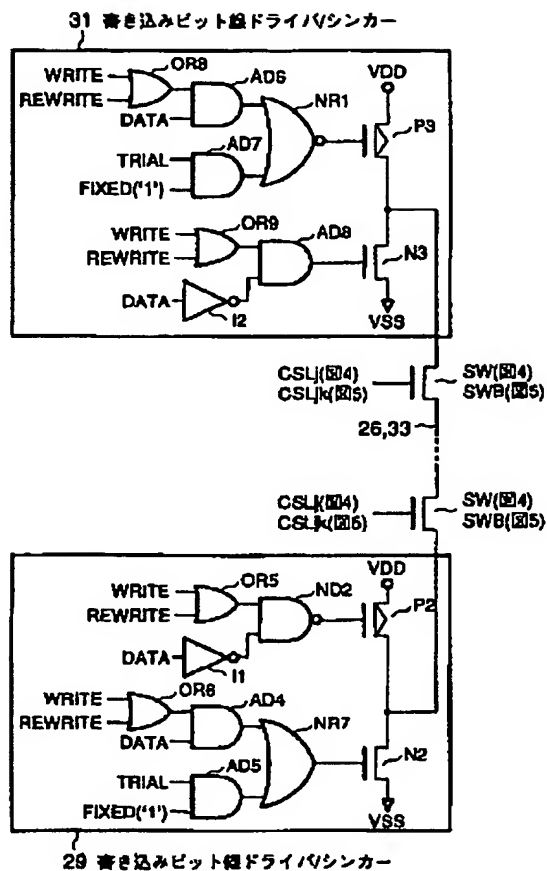 31 書き込みビット線ドライバ/シンカー
OR8
AD6
WRITE
REWRITE
NR1
VDD
DATA
P3
AD7
TRIAL
FIXED('1')
OR9
AD8
WRITE
REWRITE
N3
DATA
I2
VSS
CSLj(図4)
CSLjk(図5)
SW(図4)
SWB(図5)
26,33
CSLj(図4)
CSLjk(図5)
SW(図4)
SWB(図5)
OR5
ND2
VDD
WRITE
REWRITE
P2
DATA
I1
OR6
AD4
WRITE
REWRITE
NR7
DATA
N2
AD5
TRIAL
FIXED('1')
VSS
29 書き込みビット線ドライバ/シンカー